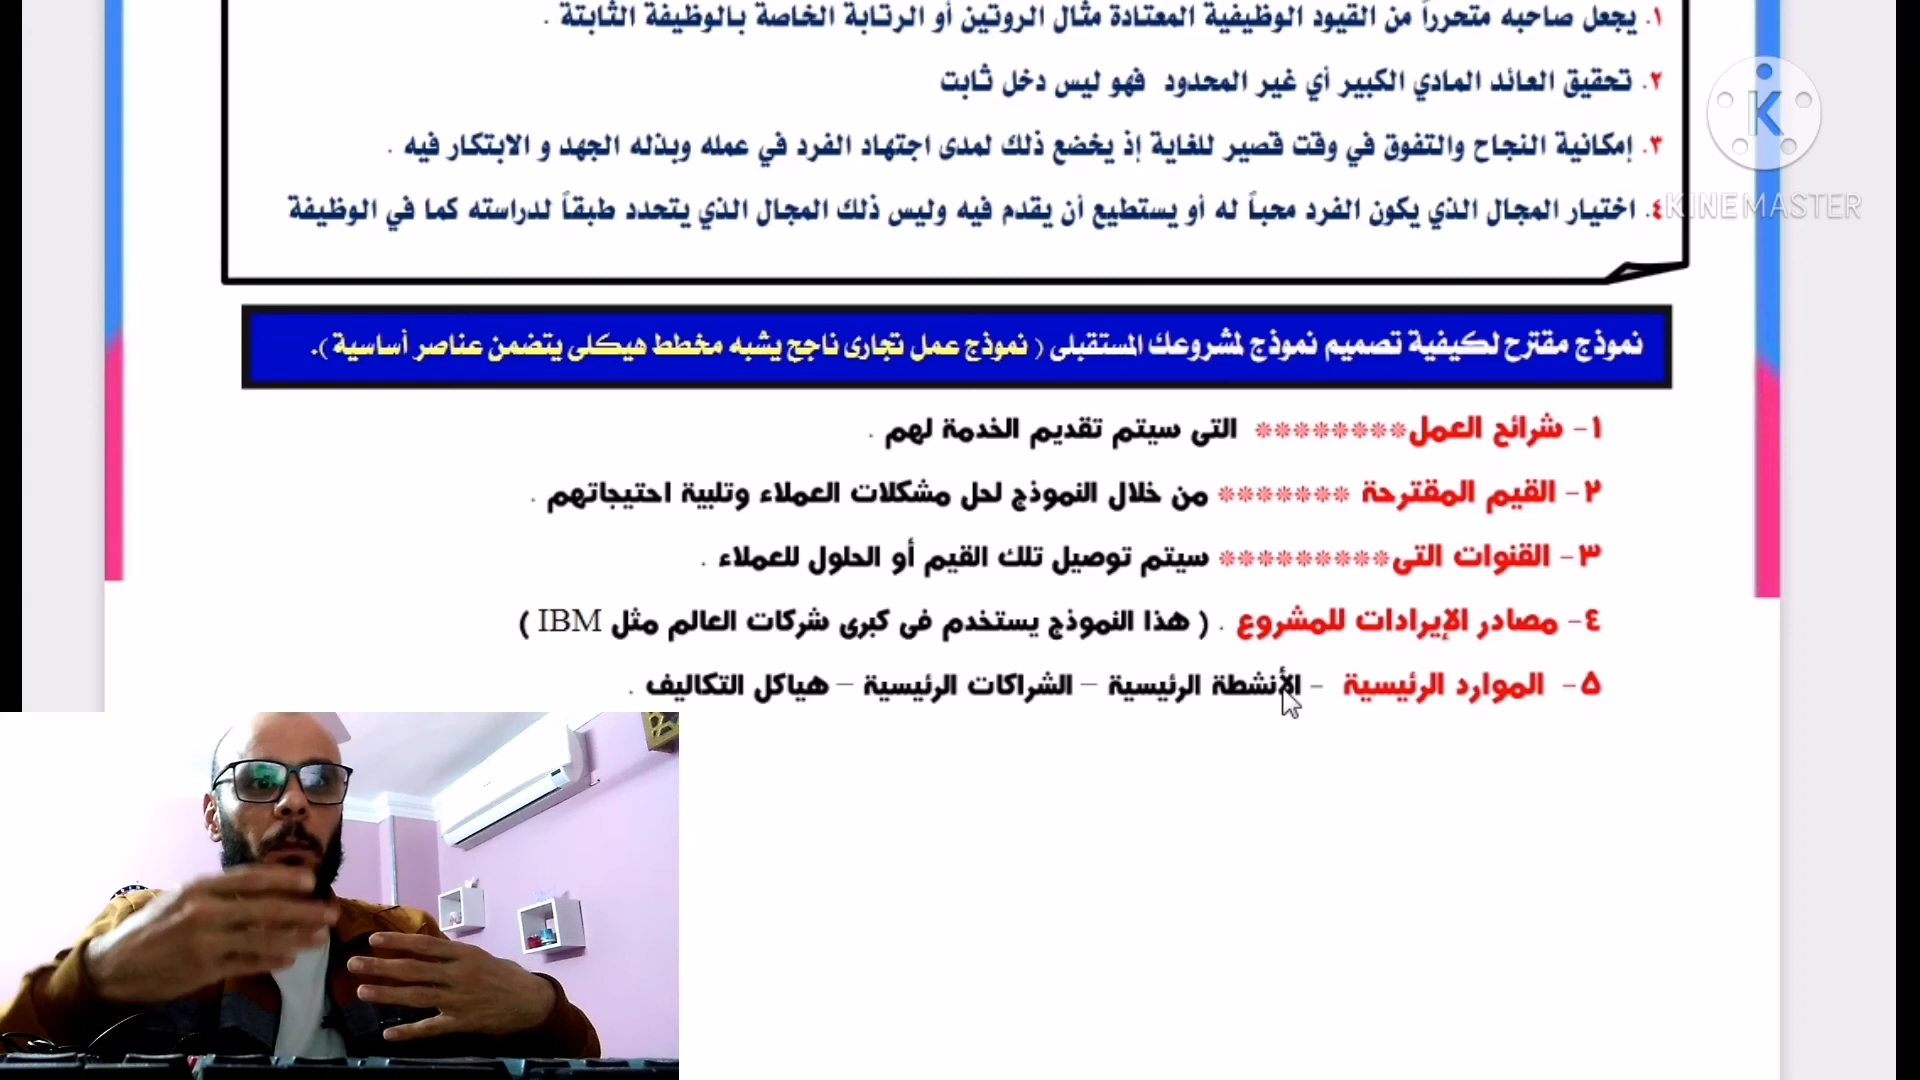 ١. يجعل صاحبه متحرراً من القيود الوظيفية المعتادة مثال الروتين أو الرتابة الخاصة بالوظيفة الثابتة .
٢. تحقيق العائد المادي الكبير أي غير المحدود فهو ليس دخل ثابت
٣. إمكانية النجاح والتفوق في وقت قصير للغاية إذ يخضع ذلك لمدى اجتهاد الفرد في عمله وبذله الجهد و الابتكار فيه .
٤. اختيار المجال الذي يكون الفرد محباً له أو يستطيع أن يقدم فيه وليس ذلك المجال الذي يتحدد طبقاً لدراسته كما في الوظيفة
K
KINEMASTER
نموذج مقترح لكيفية تصميم نموذج لمشروعك المستقبلى ( نموذج عمل تجارى ناجح يشبه مخطط هيكلى يتضمن عناصر أساسية ).
١- شرائح العمل******** التى سيتم تقديم الخدمة لهم .
٢- القيم المقترحة ******* من خلال النموذج لحل مشكلات العملاء وتلبية احتيجاتهم .
٣- القنوات التى********* سيتم توصيل تلك القيم أو الحلول للعملاء .
٤- مصادر الإيرادات للمشروع . ( هذا النموذج يستخدم فى كبرى شركات العالم مثل IBM )
٥- الموارد الرئيسية – الأنشطة الرئيسية – الشراكات الرئيسية – هياكل التكاليف .